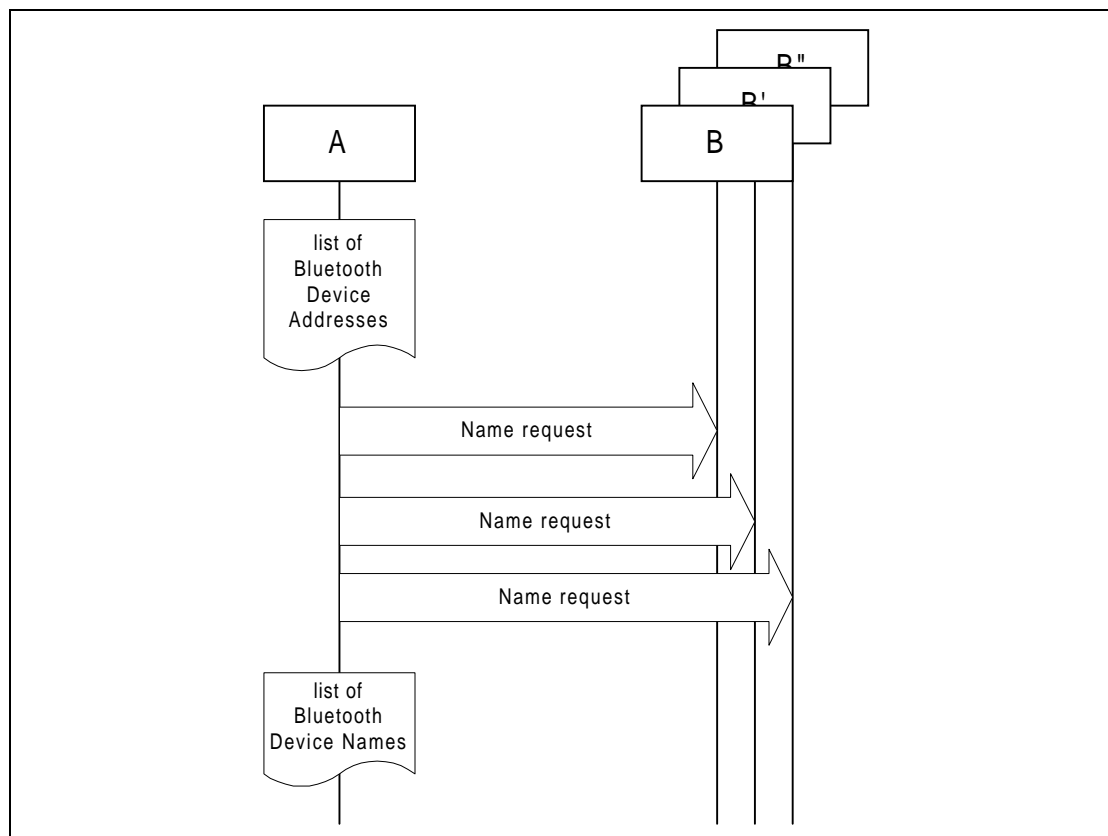 B"
B'
A
B
list of
Bluetooth
Device
Addresses
Name request
Name request
Name request
list of
Bluetooth
Device Names